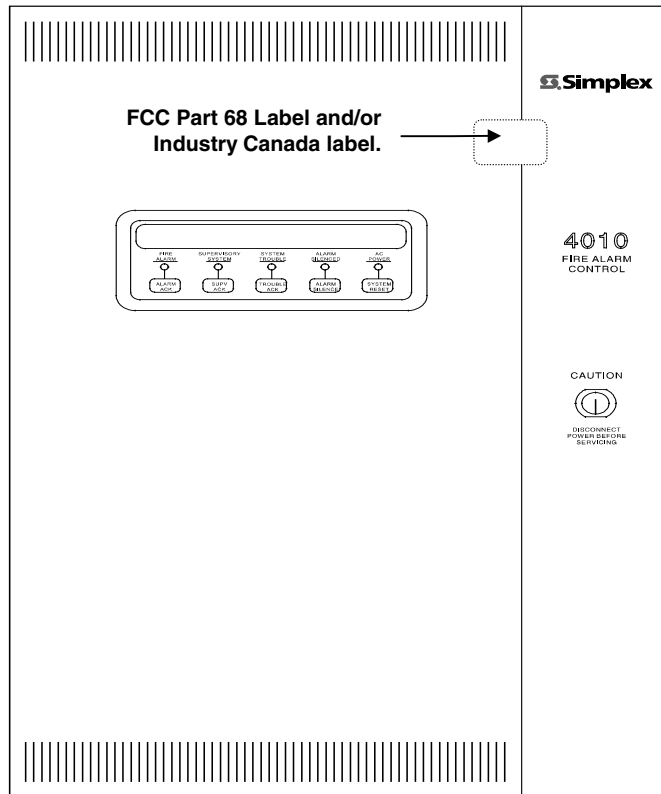 Simplex
FCC Part 68 Label and/or
Industry Canada label.
4010
FIRE ALARM
CONTROL
FIRE
ALARM
SUPERVISORY
SYSTEM
SYSTEM
TROUBLE
ALARM
SILENCED
AC
POWER
ALARM
ACK
SUPV
ACK
TROUBLE
ACK
ALARM
SILENCE
SYSTEM
RESET
CAUTION
DISCONNECT
POWER BEFORE
SERVICING